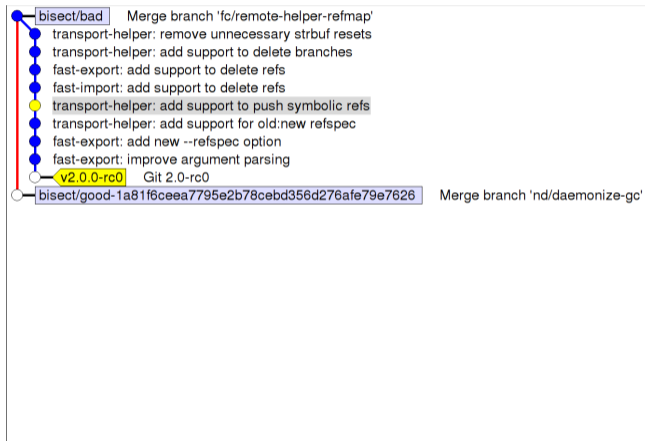 bisect/bad Merge branch 'fc/remote-helper-refmap'
transport-helper: remove unnecessary strbuf resets
transport-helper: add support to delete branches
fast-export: add support to delete refs
fast-import: add support to delete refs
transport-helper: add support to push symbolic refs
transport-helper: add support for old:new refspec
fast-export: add new --refspec option
fast-export: improve argument parsing
v2.0.0-rc0 Git 2.0-rc0
bisect/good-1a81f6ceea7795e2b78cebd356d276afe79e7626 Merge branch 'nd/daemonize-gc'